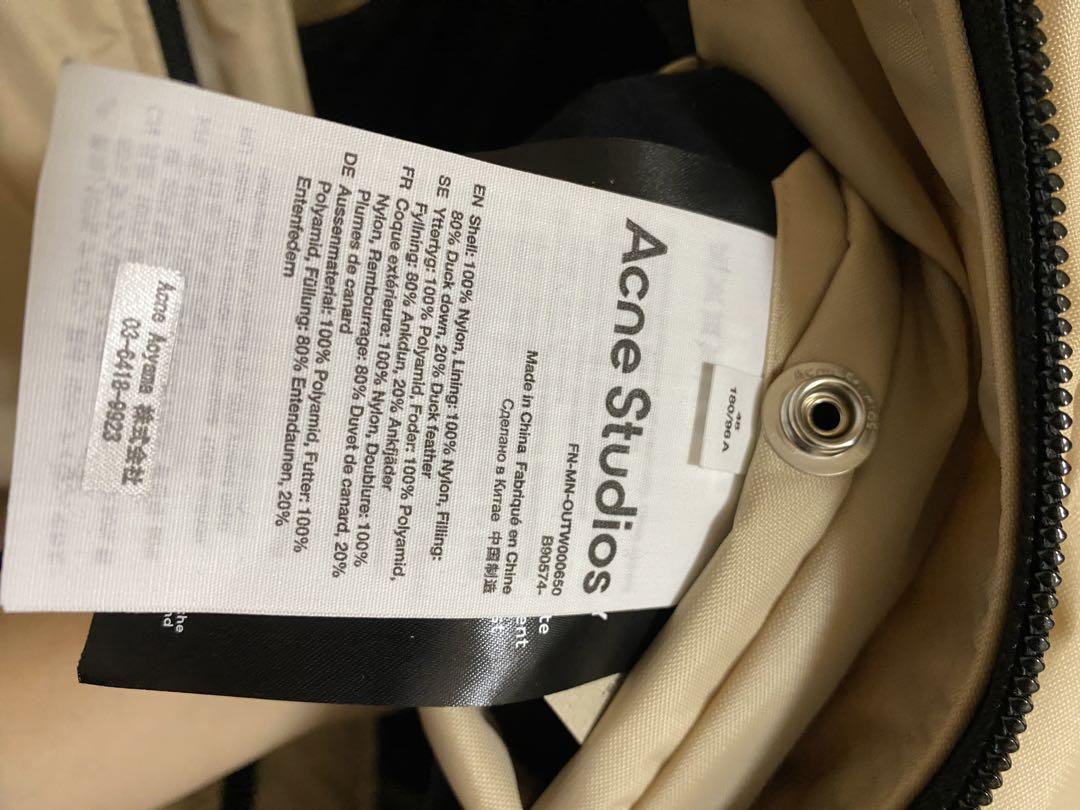 Acne Studios
48
180/96A
FN-MN-OUTW000650
B90574-
Made in China Fabriqué en Chine
Сделано в Китае 中国制造
EN Shell: 100% Nylon, Lining: 100% Nylon, Filling:
80% Duck down, 20% Duck feather
SE Yttertyg: 100% Polyamid, Foder: 100% Polyamid,
Fyllning: 80% Ankdun, 20% Ankfjäder
FR Coque extérieure: 100% Nylon, Doublure: 100%
Nylon, Rembourrage: 80% Duvet de canard, 20%
Plumes de canard
DE Aussenmaterial: 100% Polyamid, Futter: 100%
Polyamid, Füllung: 80% Entendaunen, 20%
Entenfedern
Acne Aoyama 株式会社
03-6418-9923